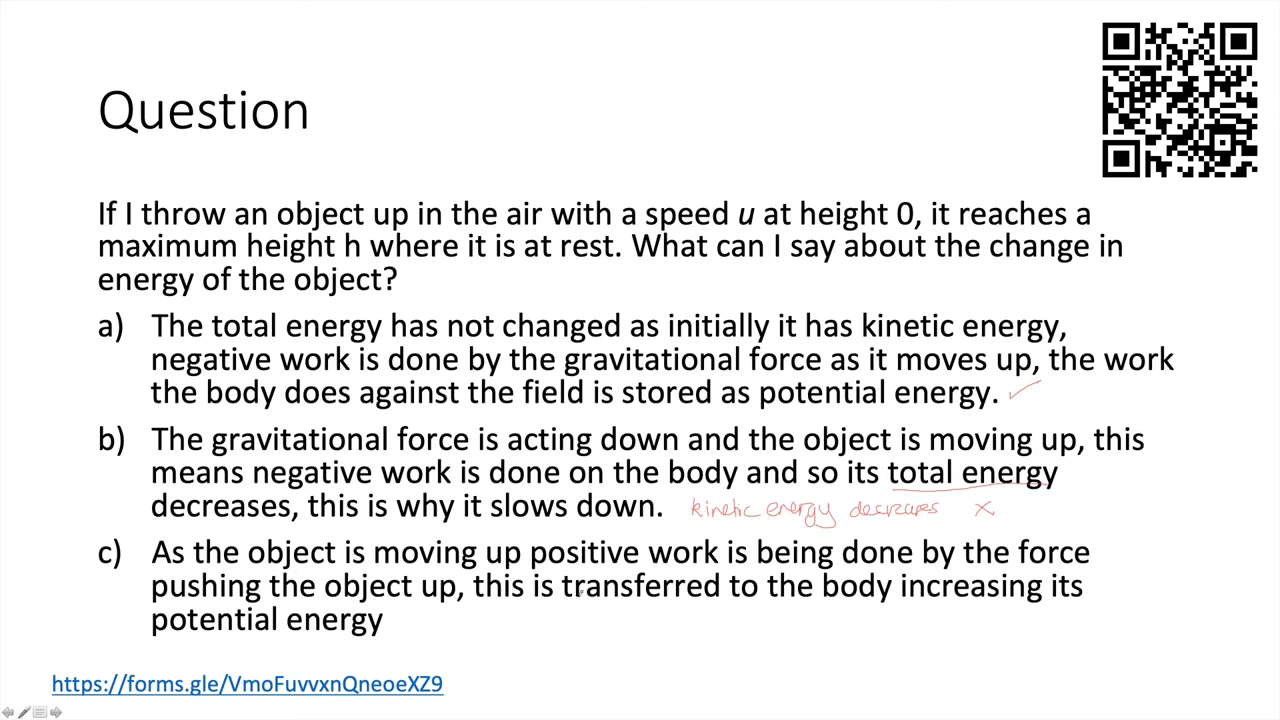 Question
If I throw an object up in the air with a speed u at height 0, it reaches a
maximum height h where it is at rest. What can I say about the change in
energy of the object?
a) The total energy has not changed as initially it has kinetic energy,
negative work is done by the gravitational force as it moves up, the work
the body does against the field is stored as potential energy.
b) The gravitational force is acting down and the object is moving up, this
means negative work is done on the body and so its total energy
decreases, this is why it slows down. kinetic energy decreases
c) As the object is moving up positive work is being done by the force
pushing the object up, this is transferred to the body increasing its
potential energy
https://forms.gle/VmoFuvvxnQneoeXZ9